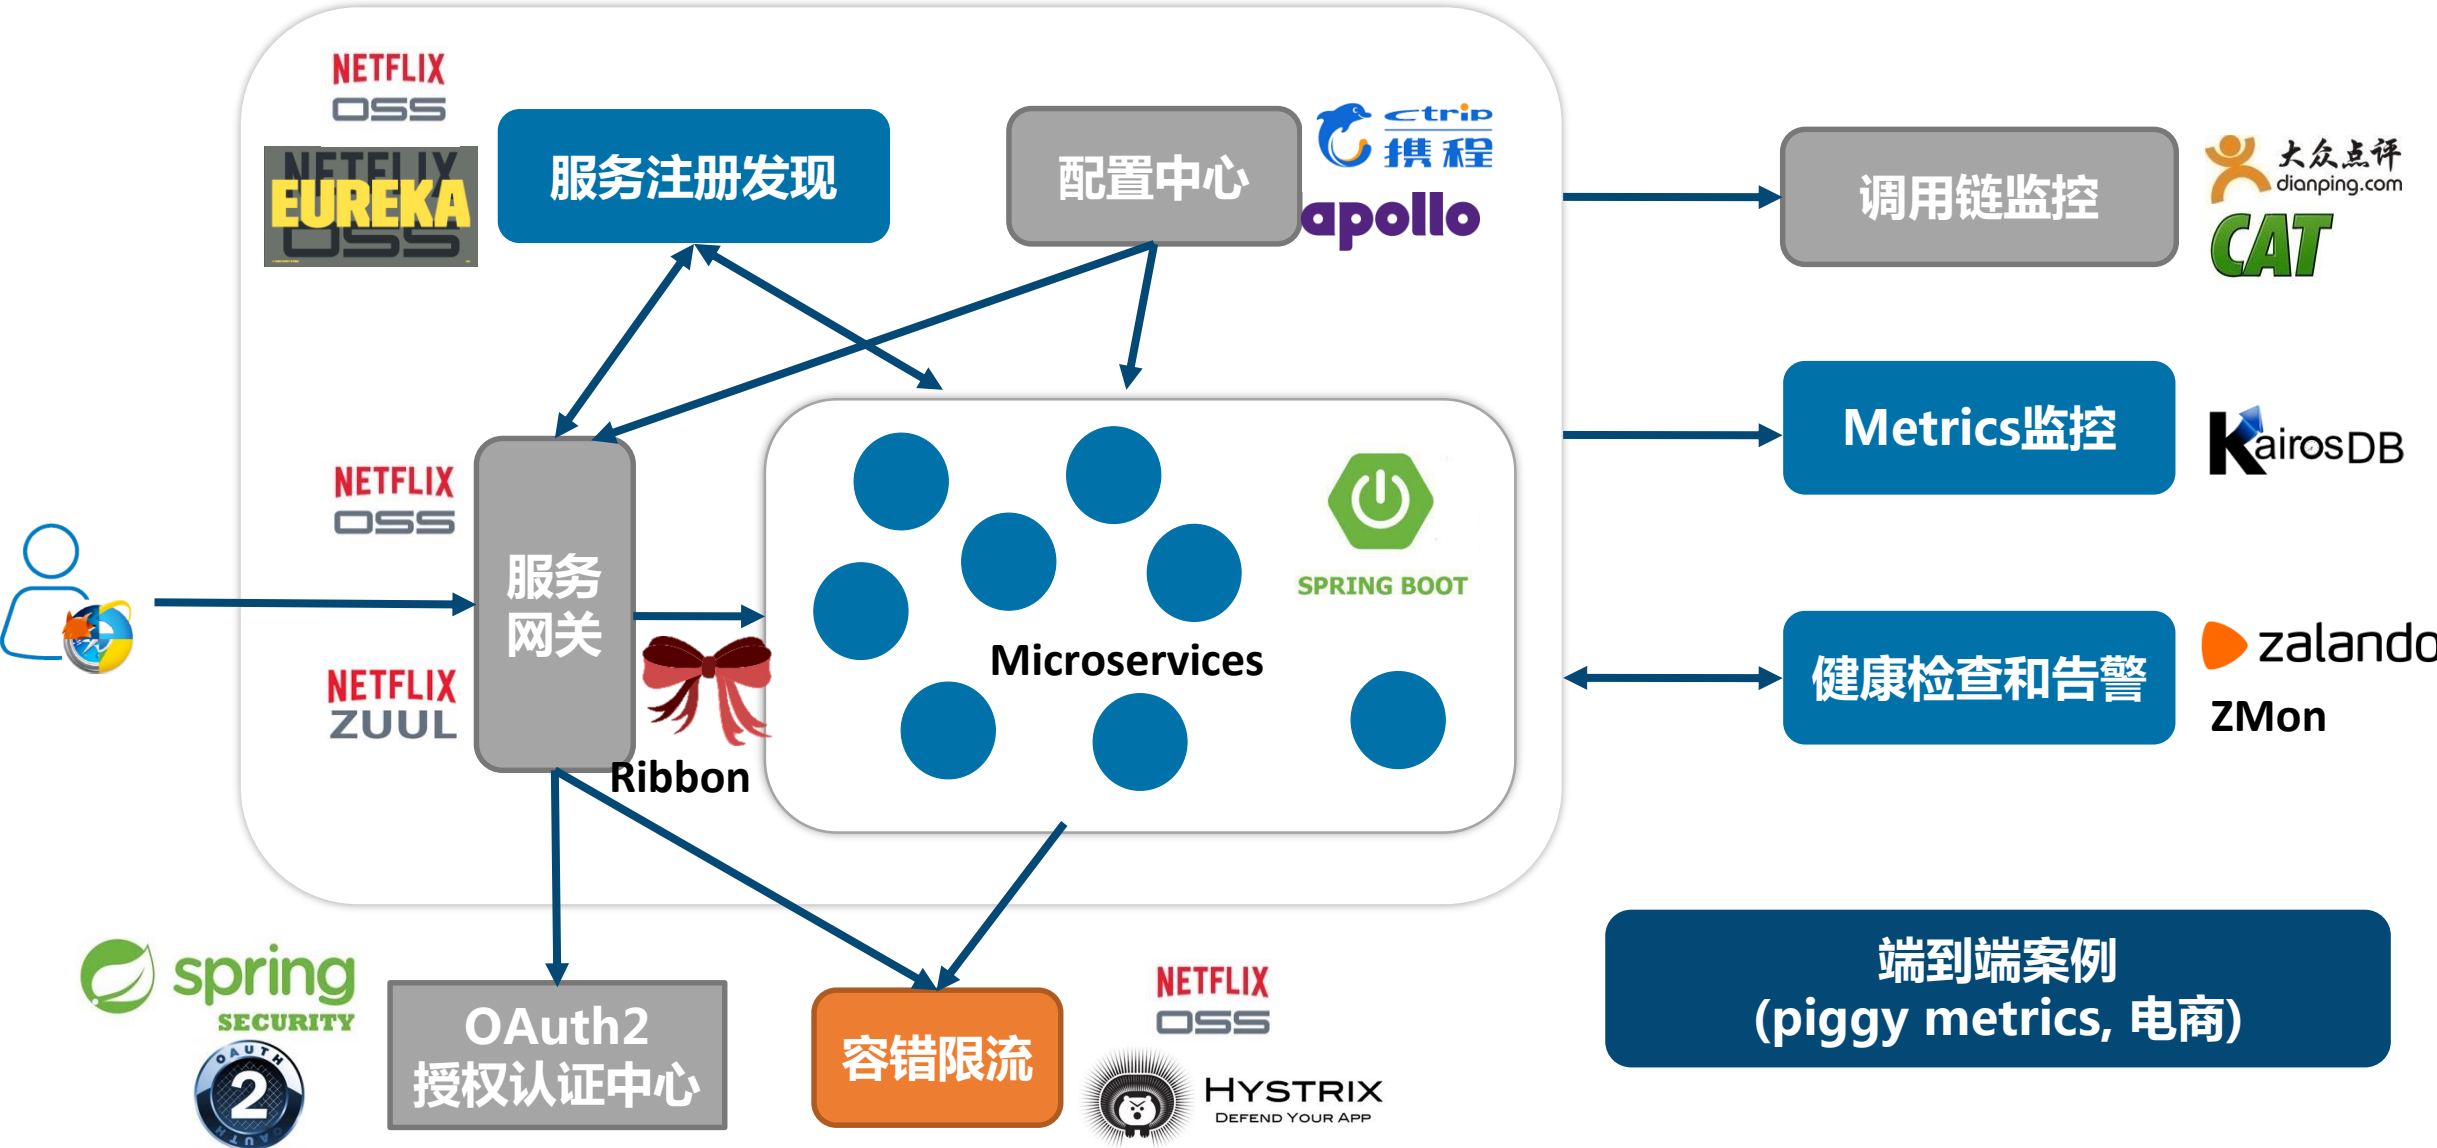 NETFLIX
OSS
NETFLIX
EUREKA
OSS
服务注册发现
配置中心
ctrip
携程
apollo
调用链监控
大众点评
dianping.com
CAT
Metrics监控
KairosDB
NETFLIX
OSS
服务
网关
NETFLIX
ZUUL
Ribbon
SPRING BOOT
Microservices
健康检查和告警
zalando
ZMon
spring
SECURITY
OAUTH
2
OAUTH
OAuth2
授权认证中心
容错限流
NETFLIX
OSS
HYSTRIX
DEFEND YOUR APP
端到端案例
(piggy metrics, 电商)